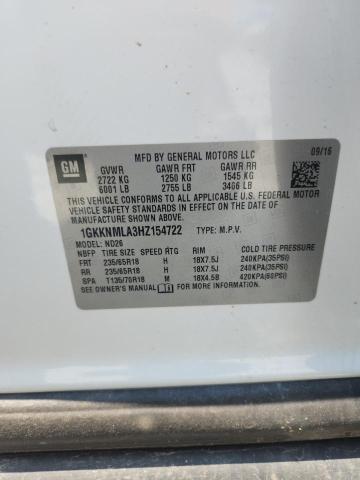 GM
MFD BY GENERAL MOTORS LLC 09/16
GVWR GAWR FRT GAWR RR
2722 KG 1250 KG 1545 KG
6001 LB 2755 LB 3406 LB
THIS VEHICLE CONFORMS TO ALL APPLICABLE U.S. FEDERAL MOTOR
VEHICLE SAFETY, BUMPER, AND THEFT PREVENTION STANDARDS
IN EFFECT ON THE DATE OF MANUFACTURE SHOWN ABOVE.
1GKKNMLA3HZ154722 TYPE: M.P.V.
MODEL: ND26
NBFP TIRE SIZE SPEED RTG RIM COLD TIRE PRESSURE
FRT 235/65R18 H 18X7.5J 240KPA(35PSI)
RR 235/65R18 H 18X7.5J 240KPA(35PSI)
SPA T135/70R18 M 18X4.5B 420KPA(60PSI)
SEE OWNER'S MANUAL FOR MORE INFORMATION.